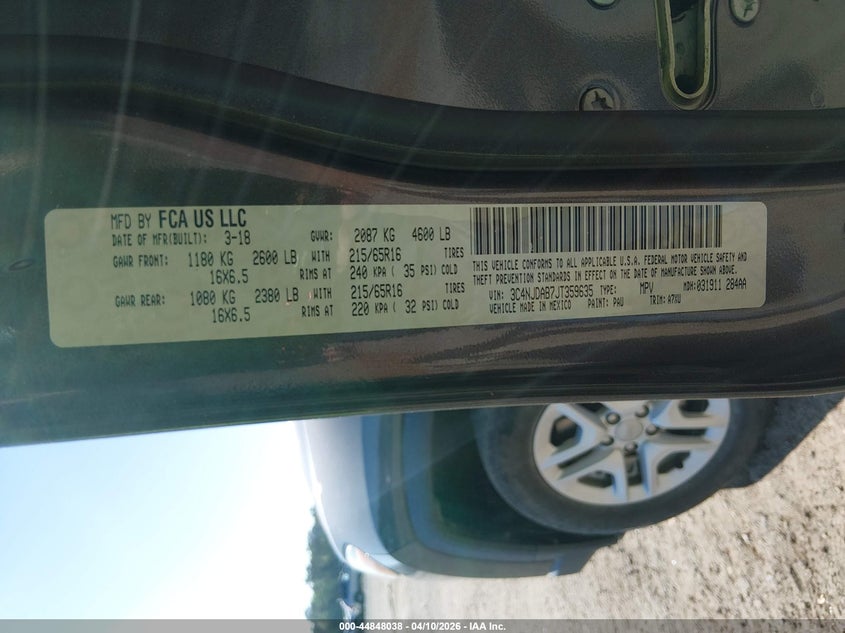 MFD BY FCA US LLC
DATE OF MFR(BUILT): 3-18 GVWR: 2087 KG 4600 LB
GAWR FRONT: 1180 KG 2600 LB WITH 215/65R16 TIRES
16X6.5 RIMS AT 240 KPA ( 35 PSI) COLD
GAWR REAR: 1080 KG 2380 LB WITH 215/65R16 TIRES
16X6.5 RIMS AT 220 KPA ( 32 PSI) COLD
THIS VEHICLE CONFORMS TO ALL APPLICABLE U.S.A. FEDERAL MOTOR VEHICLE SAFETY AND
THEFT PREVENTION STANDARDS IN EFFECT ON THE DATE OF MANUFACTURE SHOWN ABOVE.
VIN: 3C4NJDAB7JT359635 TYPE: MPV MDH: 031911 284AA
VEHICLE MADE IN MEXICO PAINT: PAU TRIM: A7XU
000-44848038 - 04/10/2026 - IAA Inc.